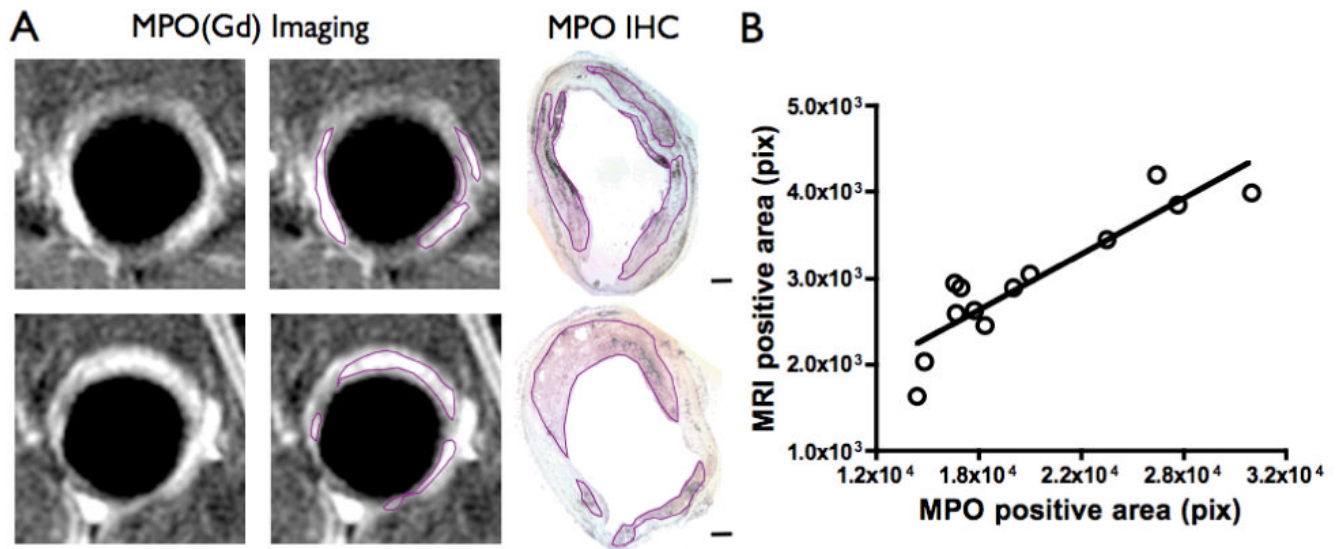 A
MPO(Gd) Imaging
MPO IHC
B
MRI positive area (pix)
5.0x10³
4.0x10³
3.0x10³
2.0x10³
1.0x10³
1.2x10⁴
1.8x10⁴
2.2x10⁴
2.8x10⁴
3.2x10⁴
MPO positive area (pix)